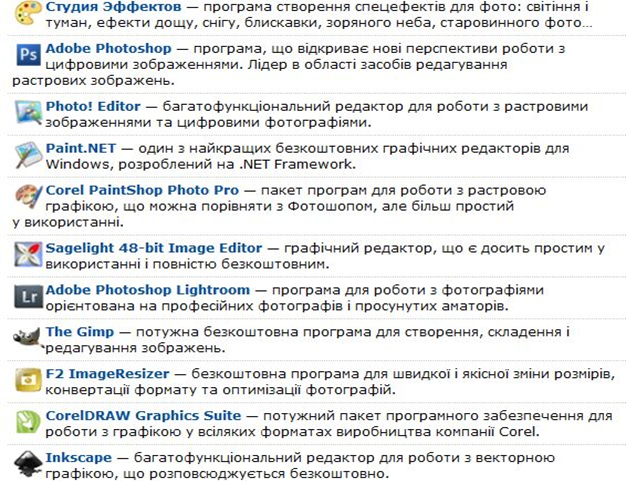 Студия Эффектов — програма створення спецефектів для фото: світіння і
туман, ефекти дощу, снігу, блискавки, зоряного неба, старовинного фото...
Ps
Adobe Photoshop — програма, що відкриває нові перспективи роботи з
цифровими зображеннями. Лідер в області засобів редагування
растрових зображень.
Photo! Editor — багатофункціональний редактор для роботи з растровими
зображеннями та цифровими фотографіями.
Paint.NET — один з найкращих безкоштовних графічних редакторів для
Windows, розроблений на .NET Framework.
Corel PaintShop Photo Pro — пакет програм для роботи з растровою
графікою, що можна порівняти з Фотошопом, але більш простий
у використанні.
Sagelight 48-bit Image Editor — графічний редактор, що є досить простим у
використанні і повністю безкоштовним.
Lr
Adobe Photoshop Lightroom — програма для роботи з фотографіями
орієнтована на професійних фотографів і просунутих аматорів.
The Gimp — потужна безкоштовна програма для створення, складення і
редагування зображень.
F2 ImageResizer — безкоштовна програма для швидкої і якісної зміни розмірів,
конвертації формату та оптимізації фотографій.
CorelDRAW Graphics Suite — потужний пакет програмного забезпечення для
роботи з графікою у всіляких форматах виробництва компанії Corel.
Inkscape — багатофункціональний редактор для роботи з векторною
графікою, що розповсюджується безкоштовно.